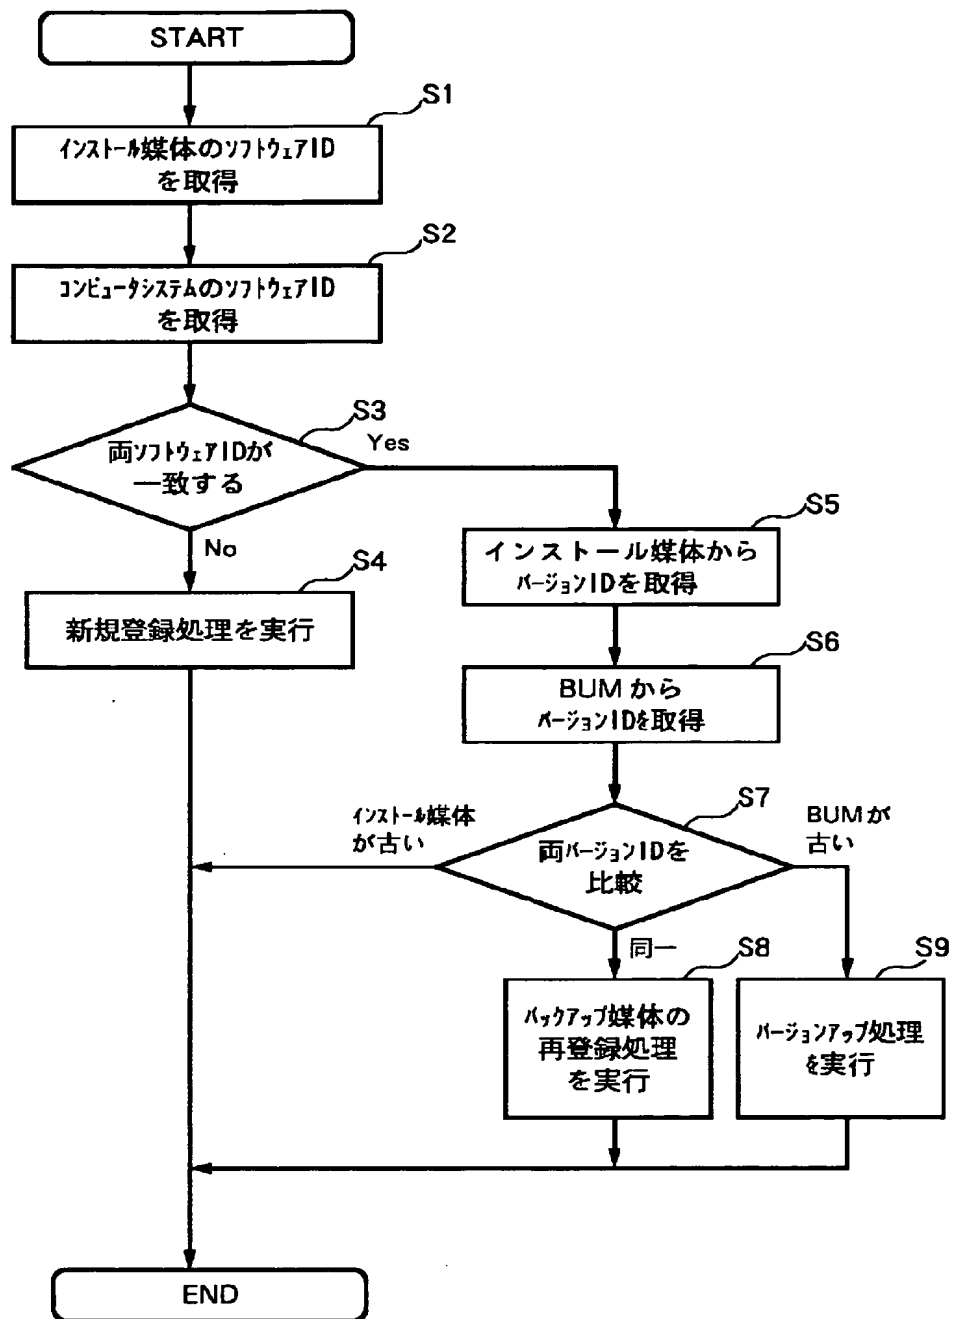 START
S1
インストール媒体のソフトウェアID
を取得
S2
コンピュータシステムのソフトウェアID
を取得
S3
両ソフトウェアIDが
一致する
Yes
No
S4
新規登録処理を実行
S5
インストール媒体から
バージョンIDを取得
S6
BUMから
バージョンIDを取得
S7
両バージョンIDを
比較
インストール媒体
が古い
BUMが
古い
同一
S8
バックアップ媒体の
再登録処理
を実行
S9
バージョンアップ処理
を実行
END